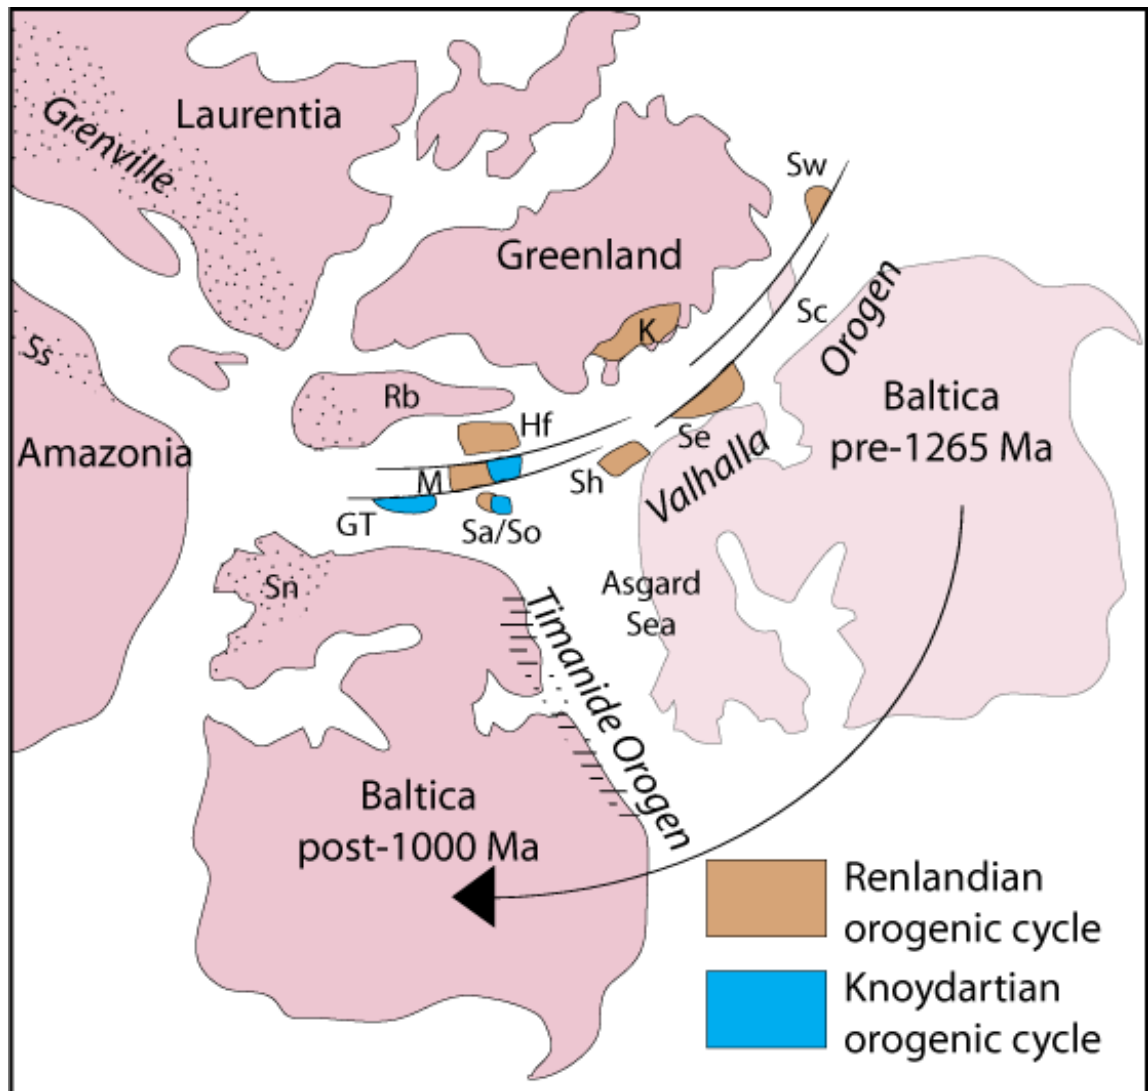 Laurentia
Grenville
Greenland
Sw
Sc
K
Ss
Amazonia
Rb
Hf
M
GT
Sa/So
Sh
Se
Valhalla
Orogen
Baltica
pre-1265 Ma
Asgard
Sea
Sn
Timanide Orogen
Baltica
post-1000 Ma
Renlandian
orogenic cycle
Knoydartian
orogenic cycle